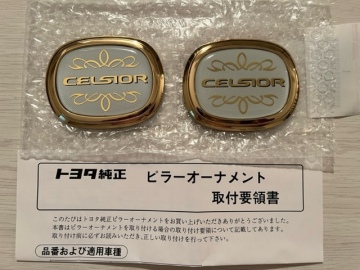 CELSIOR
CELSIOR
トヨタ純正
ピラーオーナメント
取付要領書
このたびはトヨタ純正ピラーオーナメントをお買い上げいただきありがとうございました。
本書はピラーオーナメントを取り付ける場合の取付要領について記載してあります。
取り付け前に必ずお読みいただき、正しい取り付けを行って下さい。
品番および適用車種